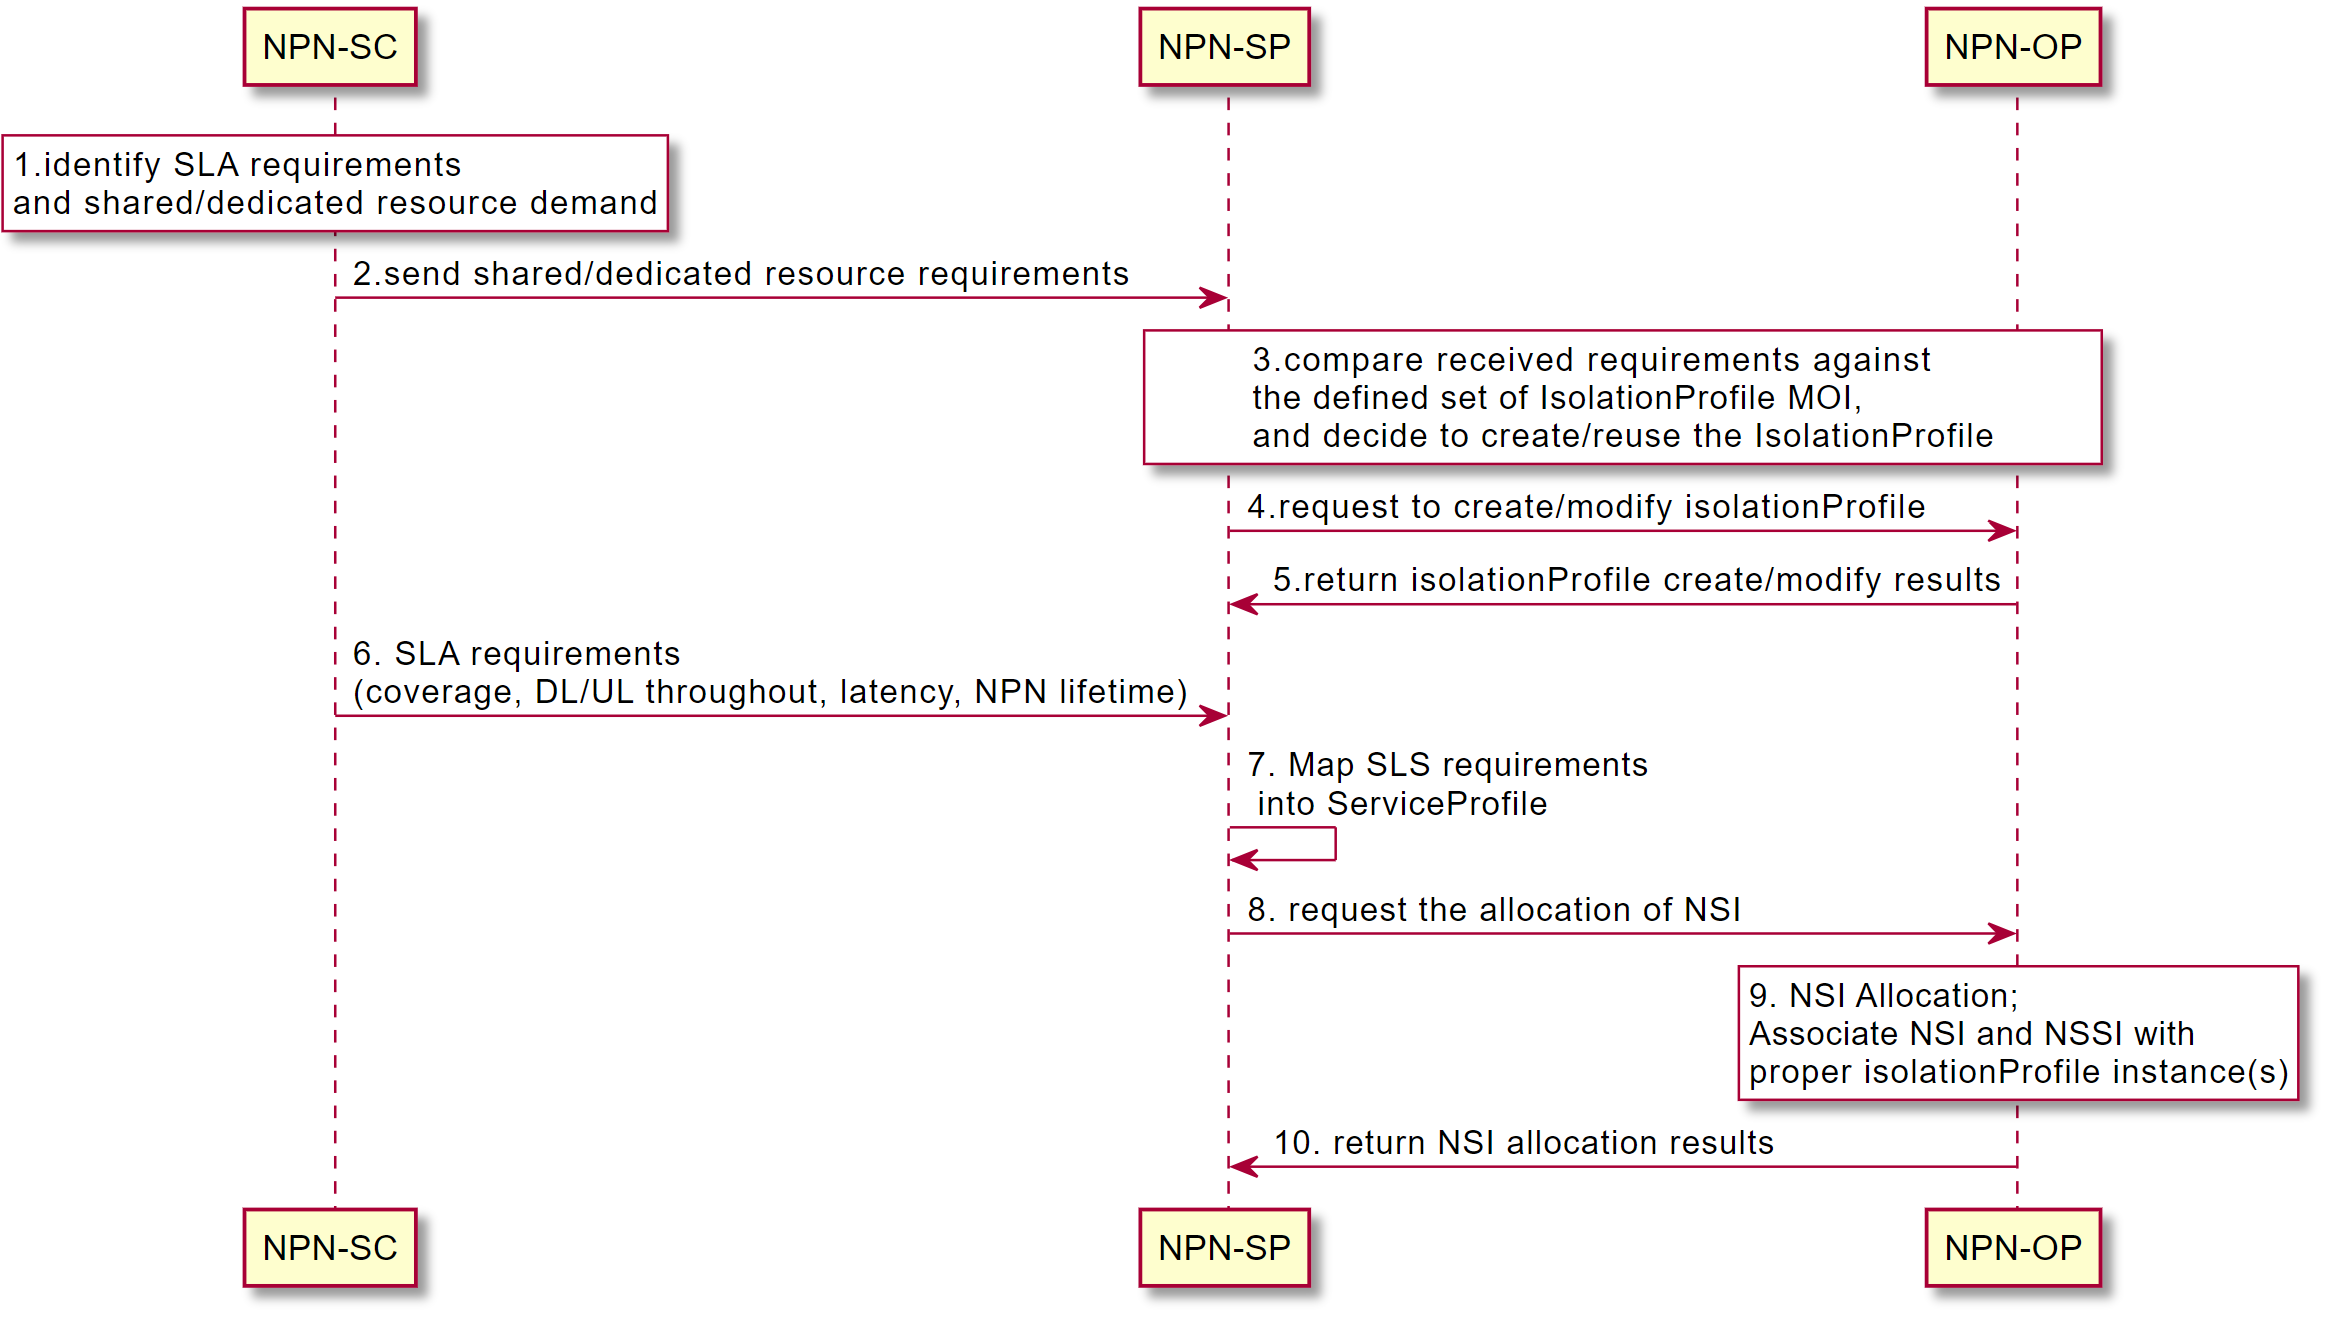 NPN-SC
NPN-SP
NPN-OP
1.identify SLA requirements
and shared/dedicated resource demand
2.send shared/dedicated resource requirements
3.compare received requirements against
the defined set of IsolationProfile MOI,
and decide to create/reuse the IsolationProfile
4.request to create/modify isolationProfile
5.return isolationProfile create/modify results
6. SLA requirements
(coverage, DL/UL throughout, latency, NPN lifetime)
7. Map SLS requirements
into ServiceProfile
8. request the allocation of NSI
9. NSI Allocation;
Associate NSI and NSSI with
proper isolationProfile instance(s)
10. return NSI allocation results
NPN-SC
NPN-SP
NPN-OP